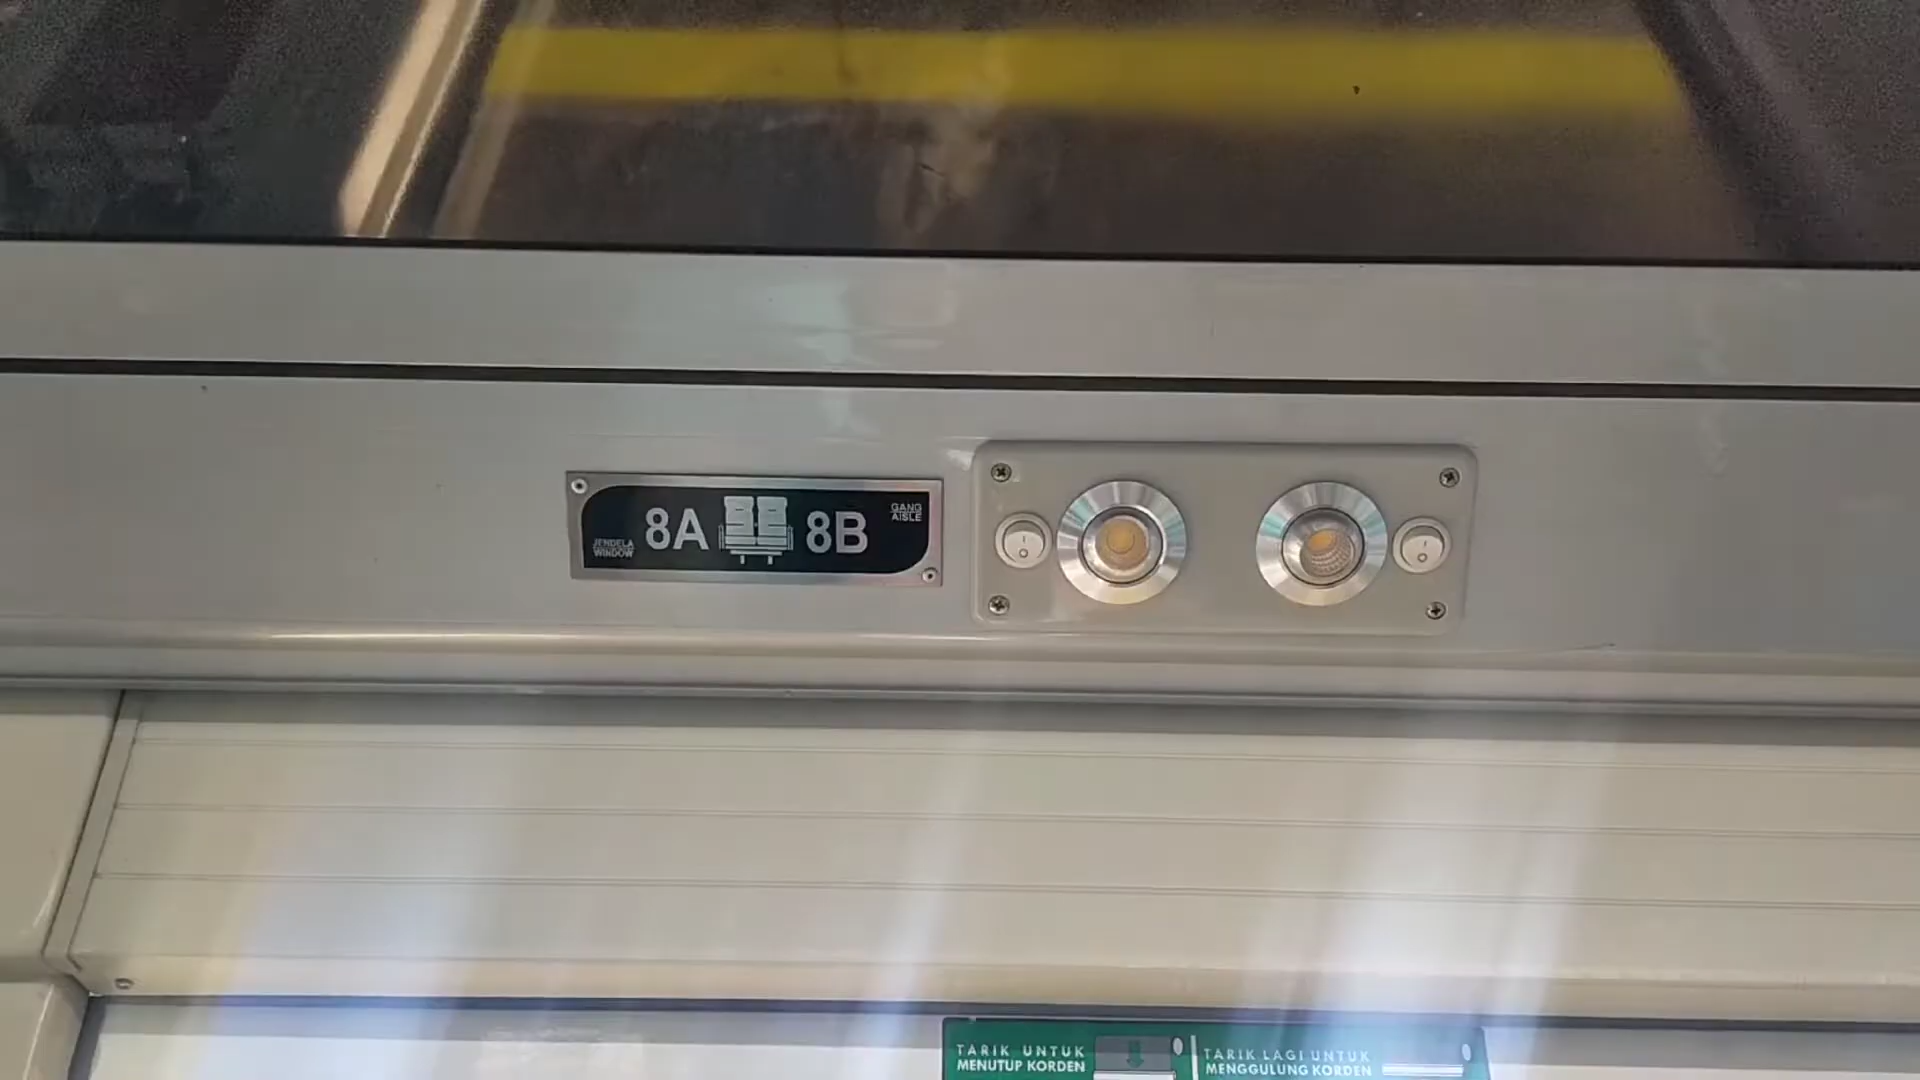 JENDELA
WINDOW
8A
8B
GANG
AISLE
TARIK UNTUK
MENUTUP KORDEN
TARIK LAGI UNTUK
MENGGULUNG KORDEN